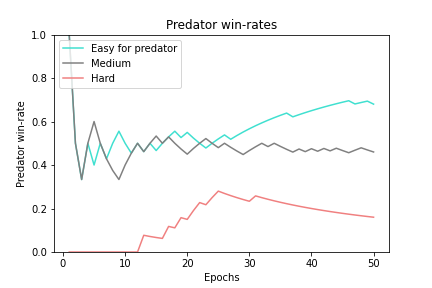 Predator win-rates
Easy for predator
Medium
Hard
Predator win-rate
1.0
0.8
0.6
0.4
0.2
0.0
0 10 20 30 40 50
Epochs